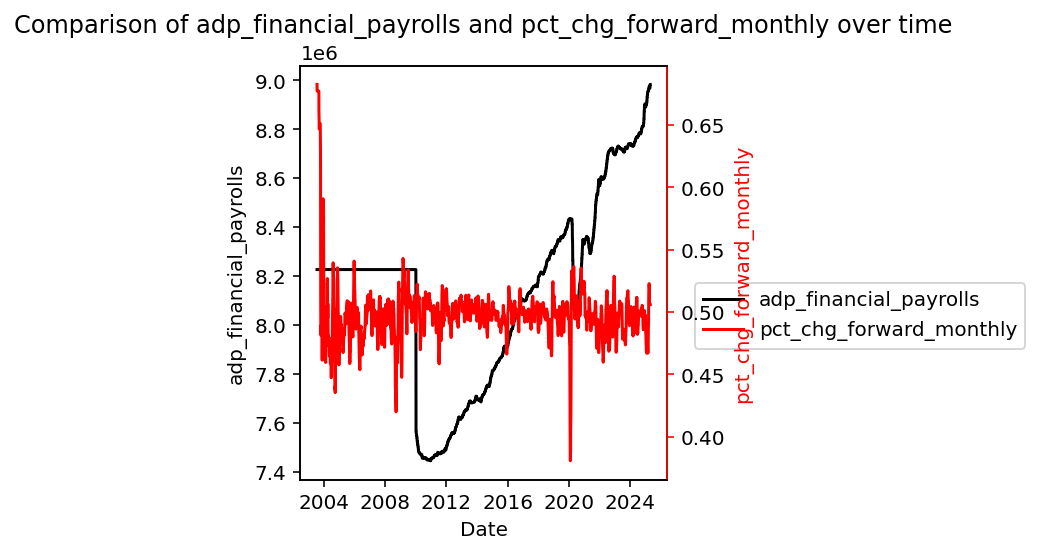 Comparison of adp_financial_payrolls and pct_chg_forward_monthly over time
1e6
9.0
8.8
8.6
8.4
8.2
8.0
7.8
7.6
7.4
adp_financial_payrolls
0.65
0.60
0.55
0.50
0.45
0.40
pct_chg_forward_monthly
adp_financial_payrolls
pct_chg_forward_monthly
2004 2008 2012 2016 2020 2024
Date